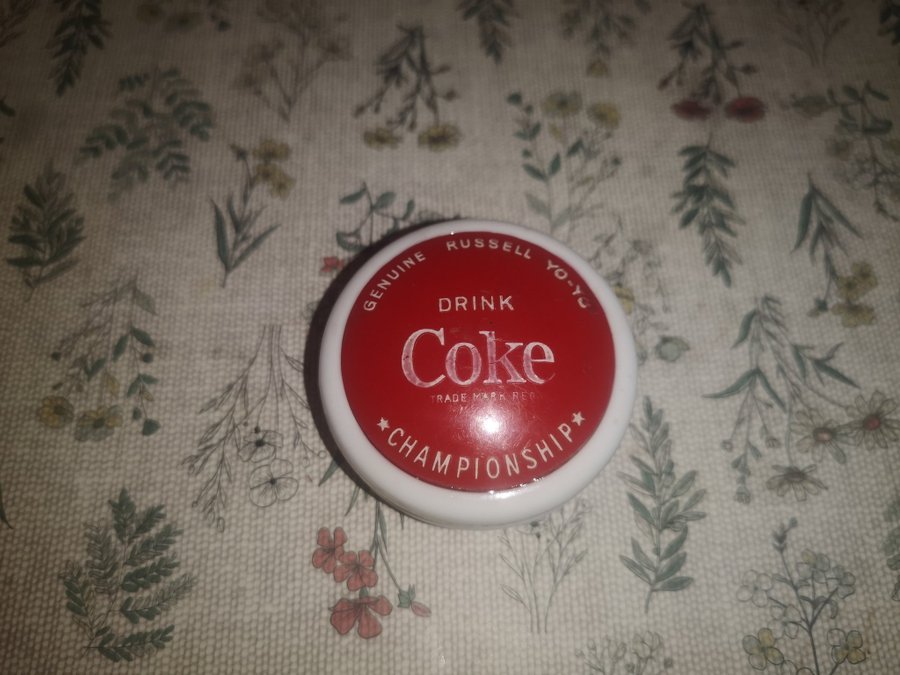 GENUINE RUSSELL YO-YO
DRINK
Coke
TRADE MARK REG
★CHAMPIONSHIP★